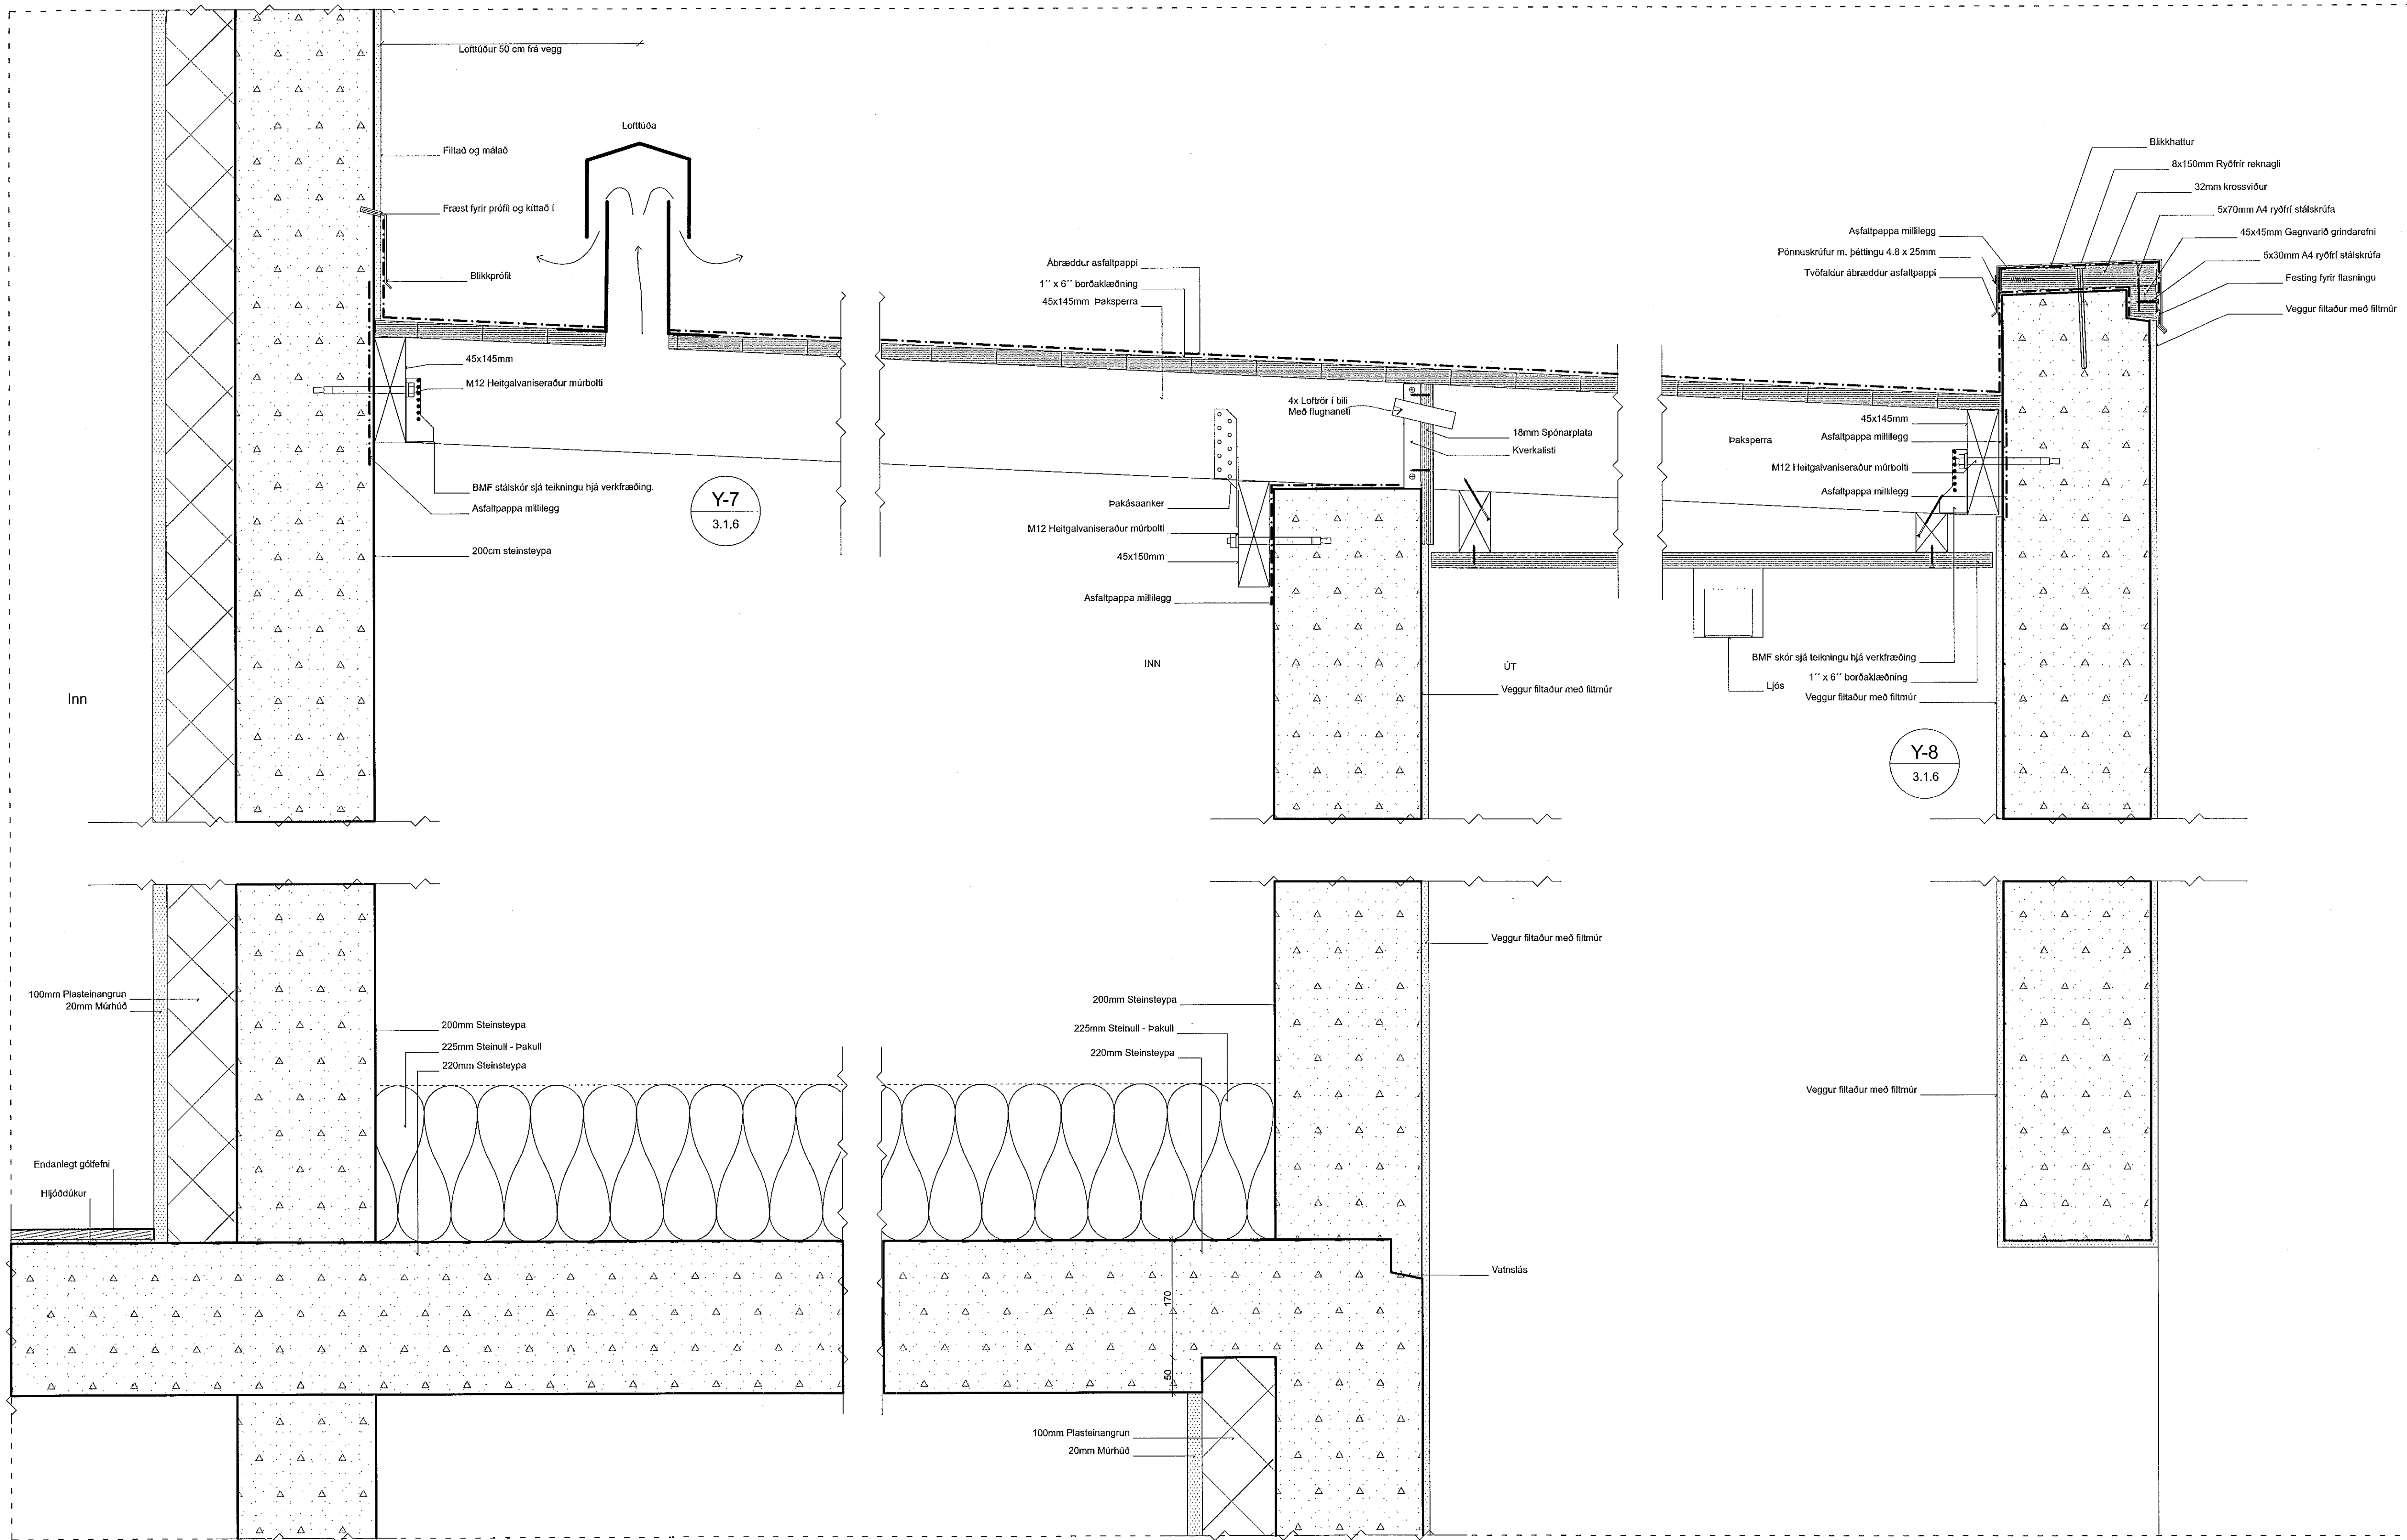 Lofttúður 50 cm frá vegg
Lofttúða
Filtað og málað
Fræst fyrir prófíl og kíttað í
Blikkprófíl
45x145mm
M12 Heitgalvaniseraður múrbolti
BMF stálskór sjá teikningu hjá verkfræðing.
Asfaltpappa millilegg
200cm steinsteypa
Y-7
3.1.6
Inn
Ábræddur asfaltpappi
1´´ x 6´´ borðaklæðning
45x145mm Þaksperra
4x Loftrör í bili
Með flugnaneti
18mm Spónarplata
Kverkalisti
Þakásaanker
M12 Heitgalvaniseraður múrbolti
45x150mm
Asfaltpappa millilegg
INN
ÚT
Veggur filtaður með filtmúr
Blikkhattur
8x150mm Ryðfrír reknagli
32mm krossviður
5x70mm A4 ryðfrí stálskrúfa
45x45mm Gagnvarið grindarefni
5x30mm A4 ryðfrí stálskrúfa
Festing fyrir flasningu
Veggur filtaður með filtmúr
Asfaltpappa millilegg
Pönnuskrúfur m. þéttingu 4.8 x 25mm
Tvöfaldur ábræddur asfaltpappi
Þaksperra
45x145mm
Asfaltpappa millilegg
M12 Heitgalvaniseraður múrbolti
Asfaltpappa millilegg
BMF skór sjá teikningu hjá verkfræðing
1´´ x 6´´ borðaklæðning
Veggur filtaður með filtmúr
Ljós
Y-8
3.1.6
100mm Plasteinangrun
20mm Múrhúð
200mm Steinsteypa
225mm Steinull - Þakull
220mm Steinsteypa
Endanlegt gólfefni
Hljóðdúkur
200mm Steinsteypa
225mm Steinull - Þakull
220mm Steinsteypa
Veggur filtaður með filtmúr
Veggur filtaður með filtmúr
Vatnslás
170
50
100mm Plasteinangrun
20mm Múrhúð